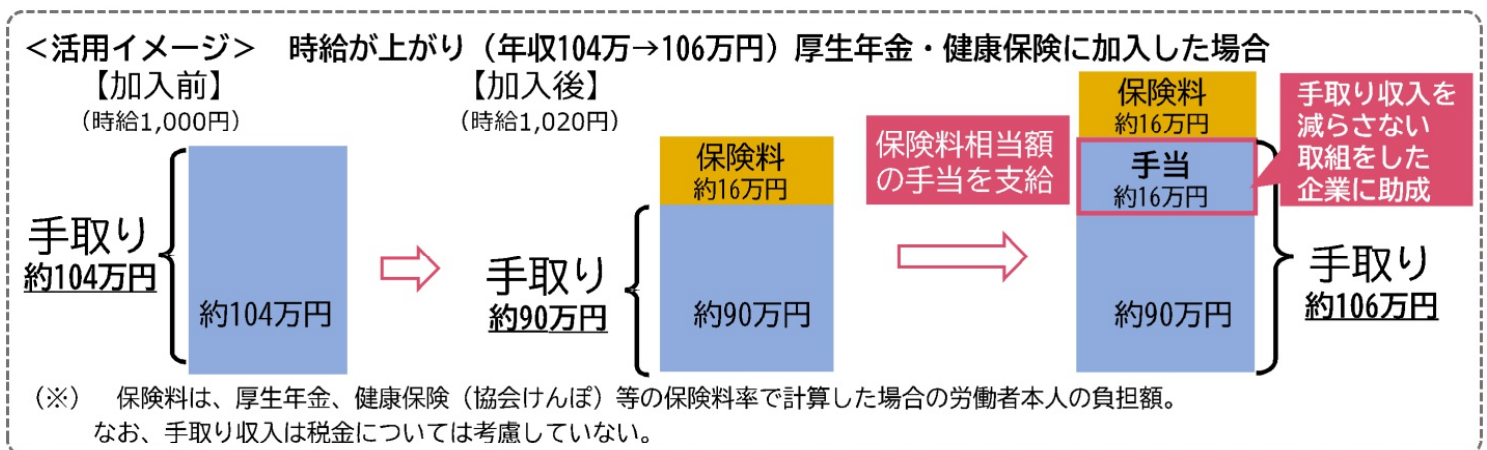 <活用イメージ> 時給が上がり（年収104万→106万円）厚生年金・健康保険に加入した場合
【加入前】
（時給1,000円）
手取り
約104万円
約104万円
【加入後】
（時給1,020円）
保険料
約16万円
手取り
約90万円
約90万円
保険料相当額
の手当を支給
保険料
約16万円
手当
約16万円
約90万円
手取り収入を
減らさない
取組をした
企業に助成
手取り
約106万円
（※） 保険料は、厚生年金、健康保険（協会けんぽ）等の保険料率で計算した場合の労働者本人の負担額。
なお、手取り収入は税金については考慮していない。